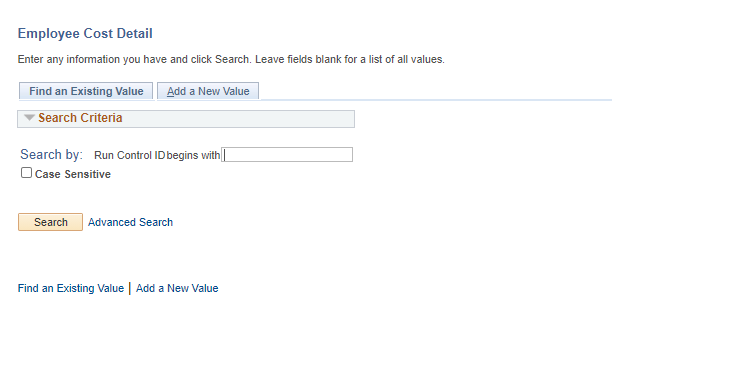 Employee Cost Detail
Enter any information you have and click Search. Leave fields blank for a list of all values.
Find an Existing Value Add a New Value
Search Criteria
Search by: Run Control ID begins with
Case Sensitive
Search Advanced Search
Find an Existing Value | Add a New Value